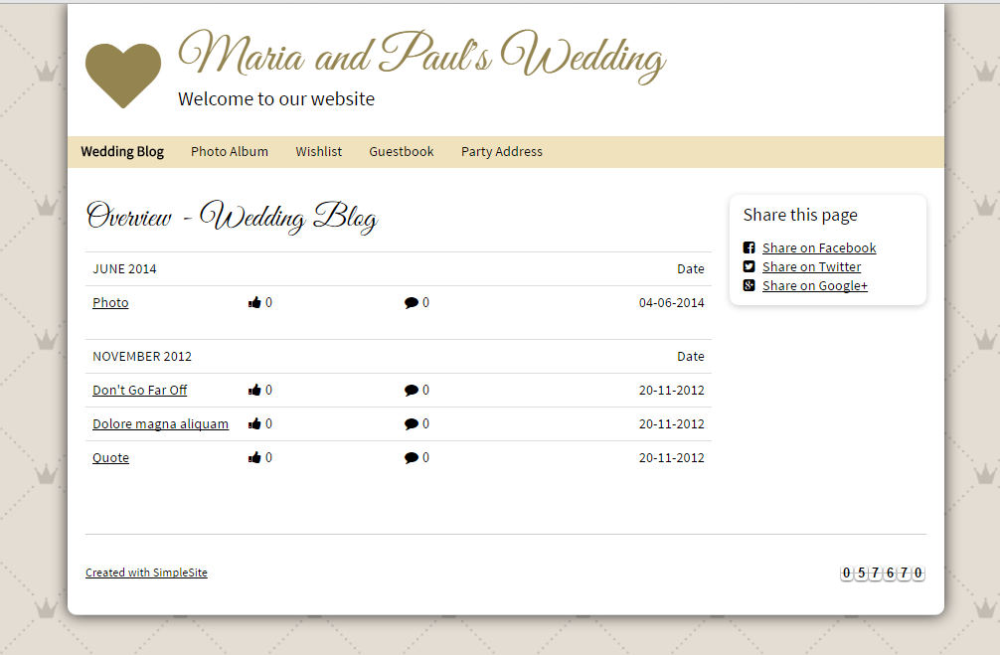 Maria and Paul's Wedding
Welcome to our website
Wedding Blog Photo Album Wishlist Guestbook Party Address
Overview - Wedding Blog
JUNE 2014 Date
Photo 0 0 04-06-2014
NOVEMBER 2012 Date
Don't Go Far Off 0 0 20-11-2012
Dolore magna aliquam 0 0 20-11-2012
Quote 0 0 20-11-2012
Share this page
Share on Facebook
Share on Twitter
Share on Google+
Created with SimpleSite
057670